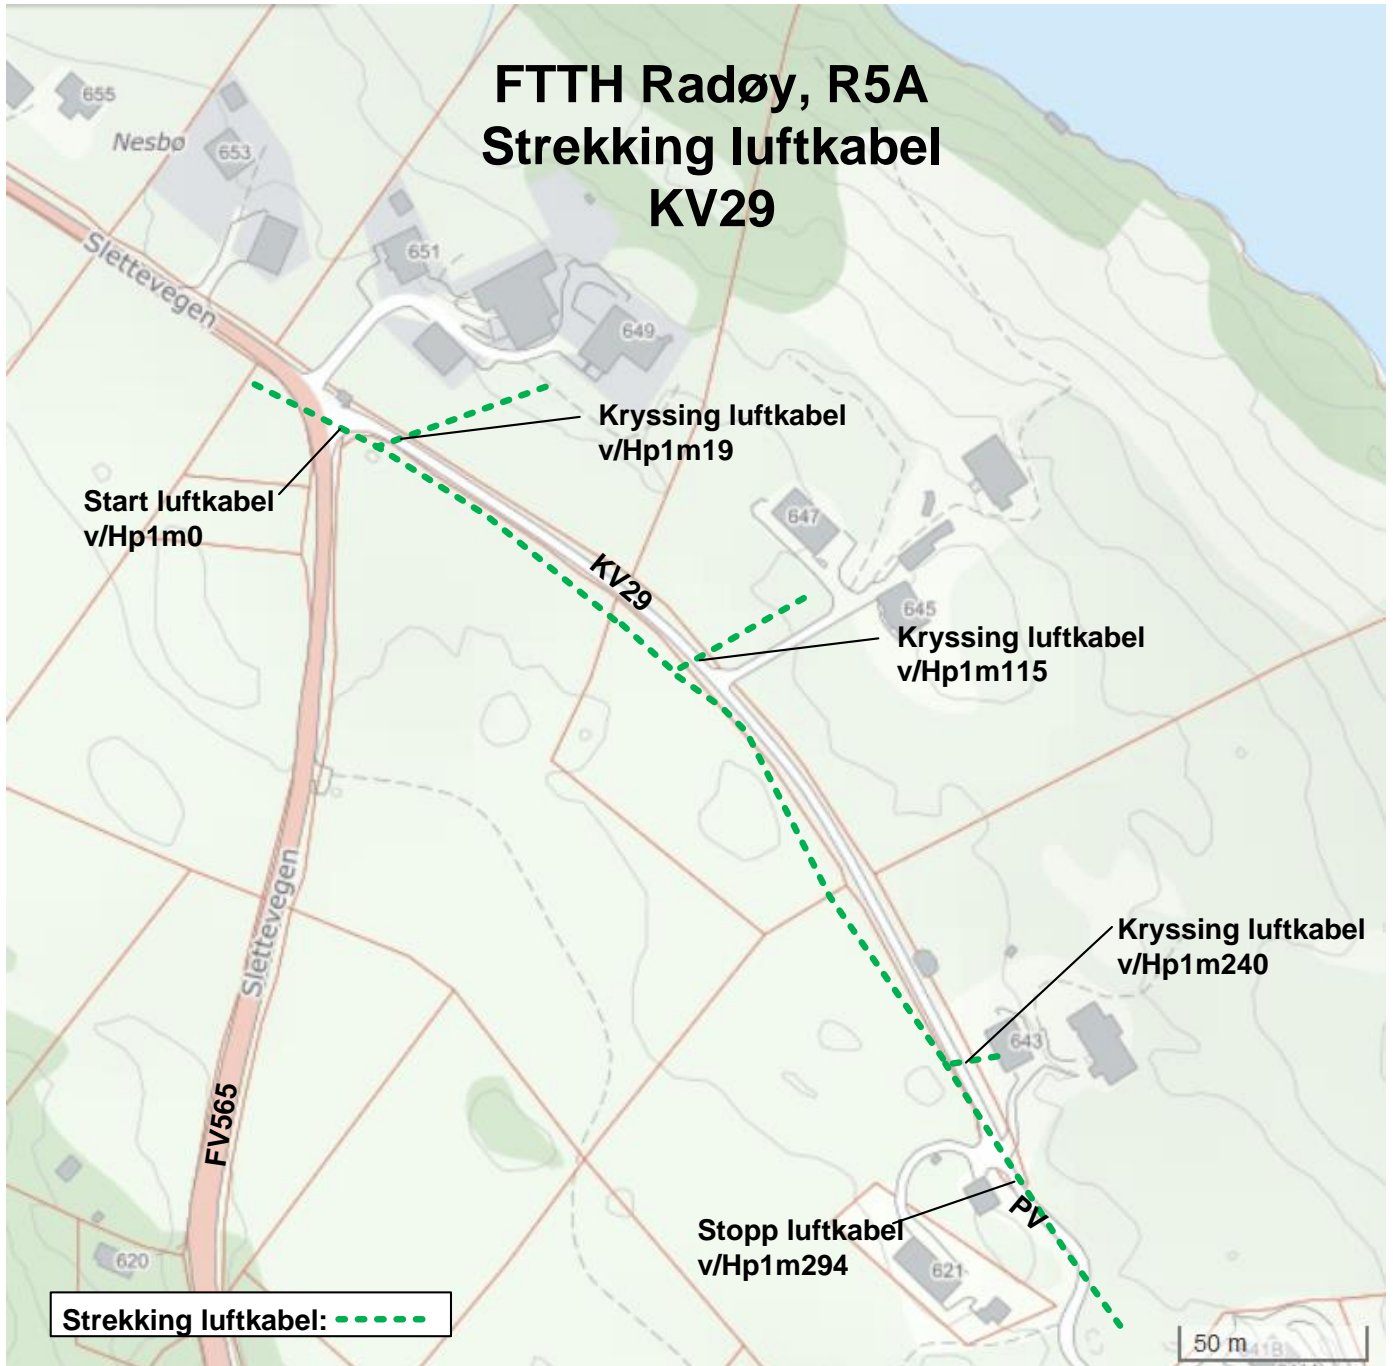 FTTH Radøy, R5A
Strekking luftkabel
KV29
655
Nesbø
653
651
Slettevegen
649
Kryssing luftkabel
v/Hp1m19
Start luftkabel
v/Hp1m0
647
KV29
645
Kryssing luftkabel
v/Hp1m115
Slettevegen
Kryssing luftkabel
v/Hp1m240
643
FV565
PV
Stopp luftkabel
v/Hp1m294
620
621
Strekking luftkabel:
50 m
641B